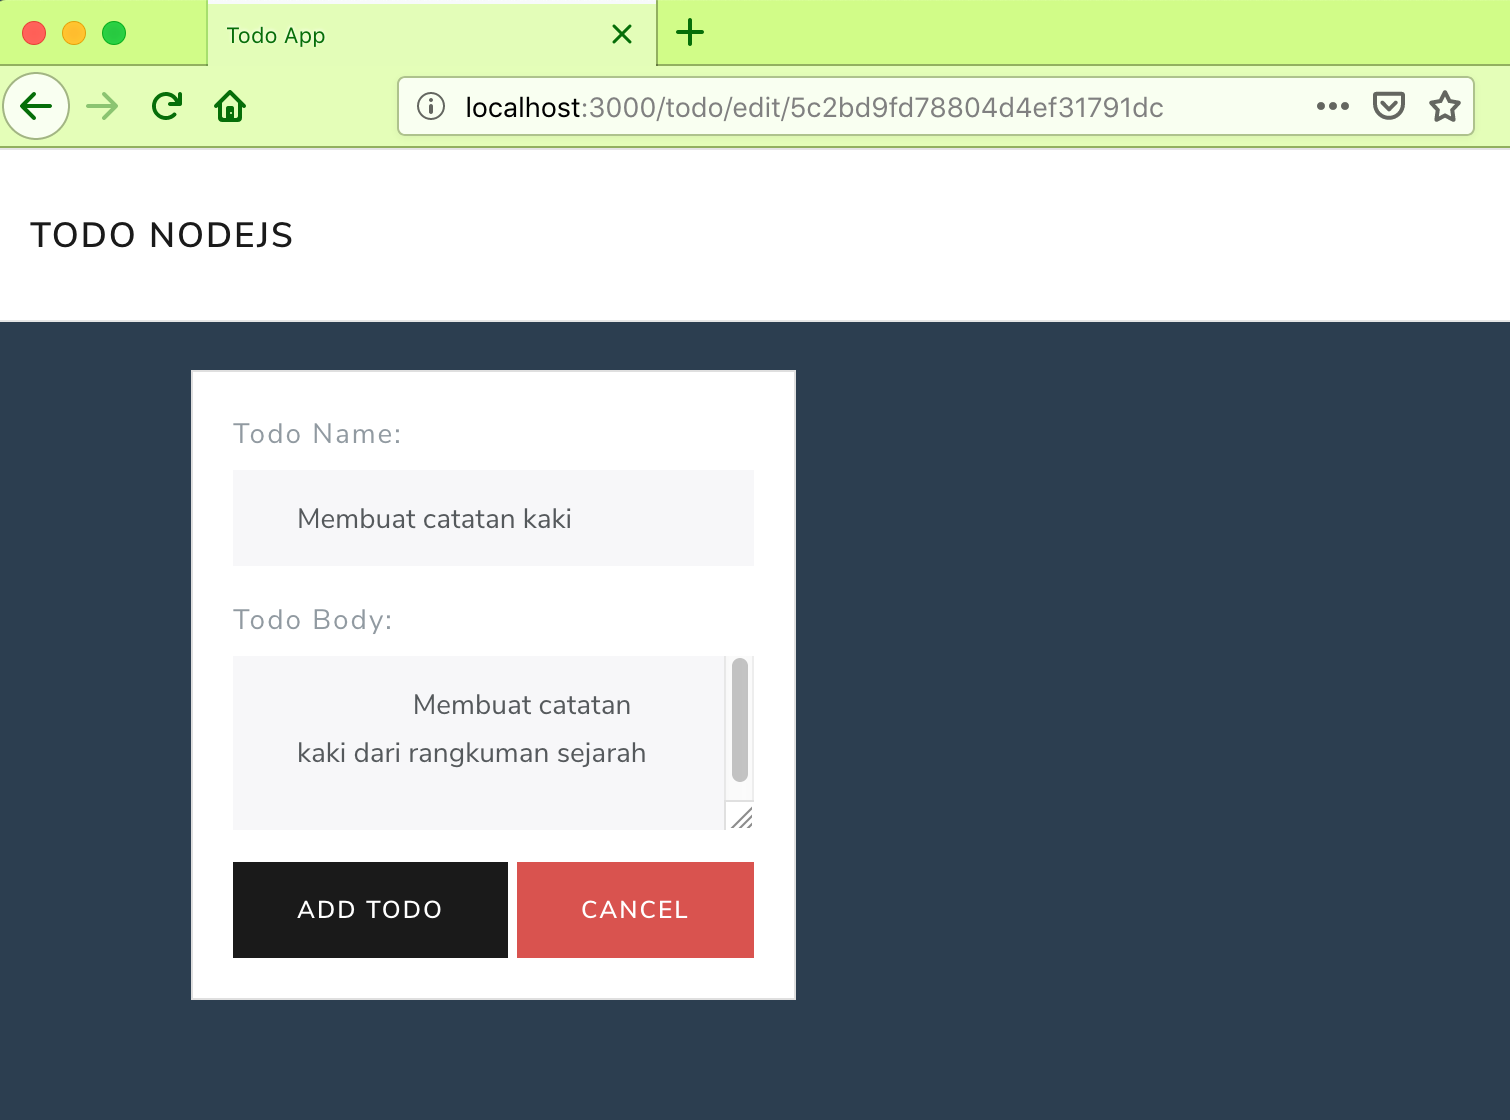 Todo App
localhost:3000/todo/edit/5c2bd9fd78804d4ef31791dc
TODO NODEJS
Todo Name:
Membuat catatan kaki
Todo Body:
Membuat catatan
kaki dari rangkuman sejarah
ADD TODO
CANCEL